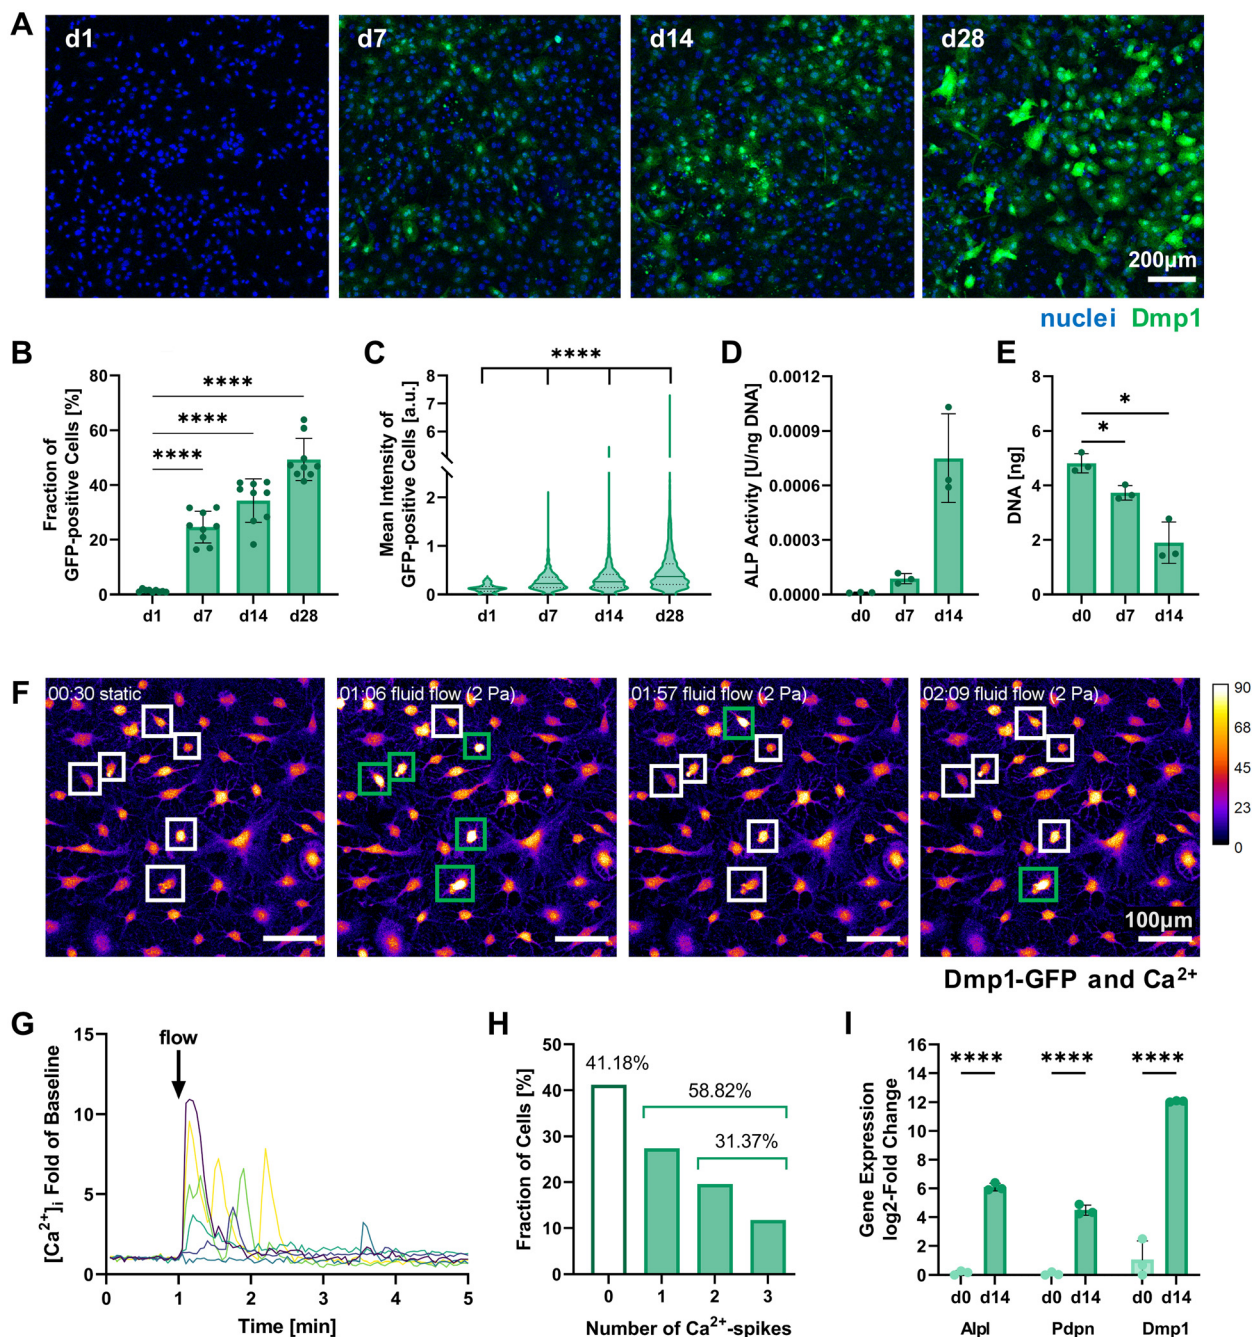 A
d1
d7
d14
d28
200µm
nuclei Dmp1
B
Fraction of
GFP-positive Cells [%]
80
60
40
20
0
****
****
****
d1 d7 d14 d28
C
Mean Intensity of
GFP-positive Cells [a.u.]
8
7
6
2
1
0
****
d1 d7 d14 d28
D
ALP Activity [U/ng DNA]
0.0012
0.0009
0.0006
0.0003
0.0000
d0 d7 d14
E
DNA [ng]
8
6
4
2
0
*
*
d0 d7 d14
F
00:30 static
01:06 fluid flow (2 Pa)
01:57 fluid flow (2 Pa)
02:09 fluid flow (2 Pa)
100µm
90
67
45
23
0
Dmp1-GFP and Ca²⁺
G
[Ca²⁺]ᵢ Fold of Baseline
15
10
5
0
flow
0 1 2 3 4 5
Time [min]
H
Fraction of Cells [%]
50
40
30
20
10
0
41.18%
58.82%
31.37%
0 1 2 3
Number of Ca²⁺-spikes
I
Gene Expression
log2-Fold Change
16
14
12
10
8
6
4
2
0
**** **** ****
d0 d14 d0 d14 d0 d14
Alpl Pdpn Dmp1